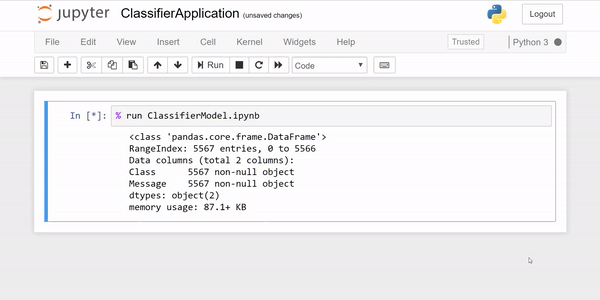 jupyter ClassifierApplication (unsaved changes) Logout
File Edit View Insert Cell Kernel Widgets Help Trusted Python 3
Run Code
In [*]: % run ClassifierModel.ipynb
<class 'pandas.core.frame.DataFrame'>
RangeIndex: 5567 entries, 0 to 5566
Data columns (total 2 columns):
Class 5567 non-null object
Message 5567 non-null object
dtypes: object(2)
memory usage: 87.1+ KB